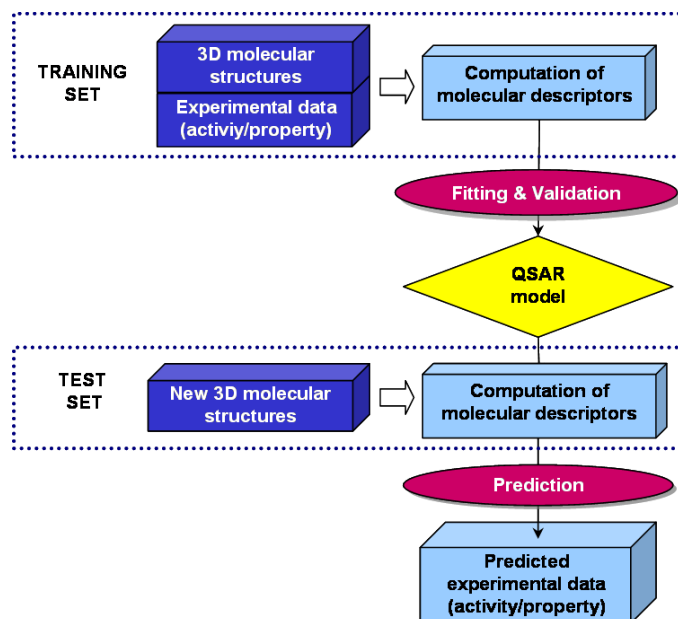 TRAINING
SET
3D molecular
structures
Experimental data
(activiy/property)
Computation of
molecular descriptors
Fitting & Validation
QSAR
model
TEST
SET
New 3D molecular
structures
Computation of
molecular descriptors
Prediction
Predicted
experimental data
(activity/property)